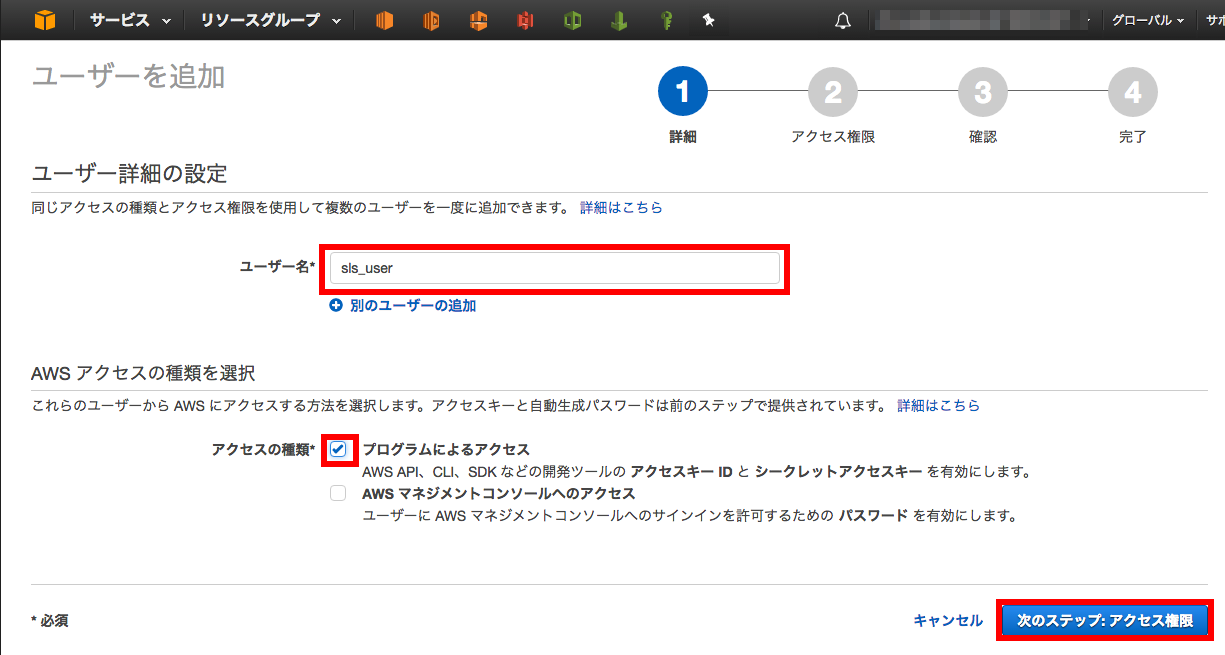 サービス リソースグループ グローバル サポ
ユーザーを追加
1 2 3 4
詳細 アクセス権限 確認 完了
ユーザー詳細の設定
同じアクセスの種類とアクセス権限を使用して複数のユーザーを一度に追加できます。 詳細はこちら
ユーザー名* sls_user
別のユーザーの追加
AWS アクセスの種類を選択
これらのユーザーから AWS にアクセスする方法を選択します。アクセスキーと自動生成パスワードは前のステップで提供されています。 詳細はこちら
アクセスの種類* プログラムによるアクセス
AWS API、CLI、SDK などの開発ツールの アクセスキー ID と シークレットアクセスキー を有効にします。
AWS マネジメントコンソールへのアクセス
ユーザーに AWS マネジメントコンソールへのサインインを許可するための パスワード を有効にします。
* 必須 キャンセル 次のステップ: アクセス権限